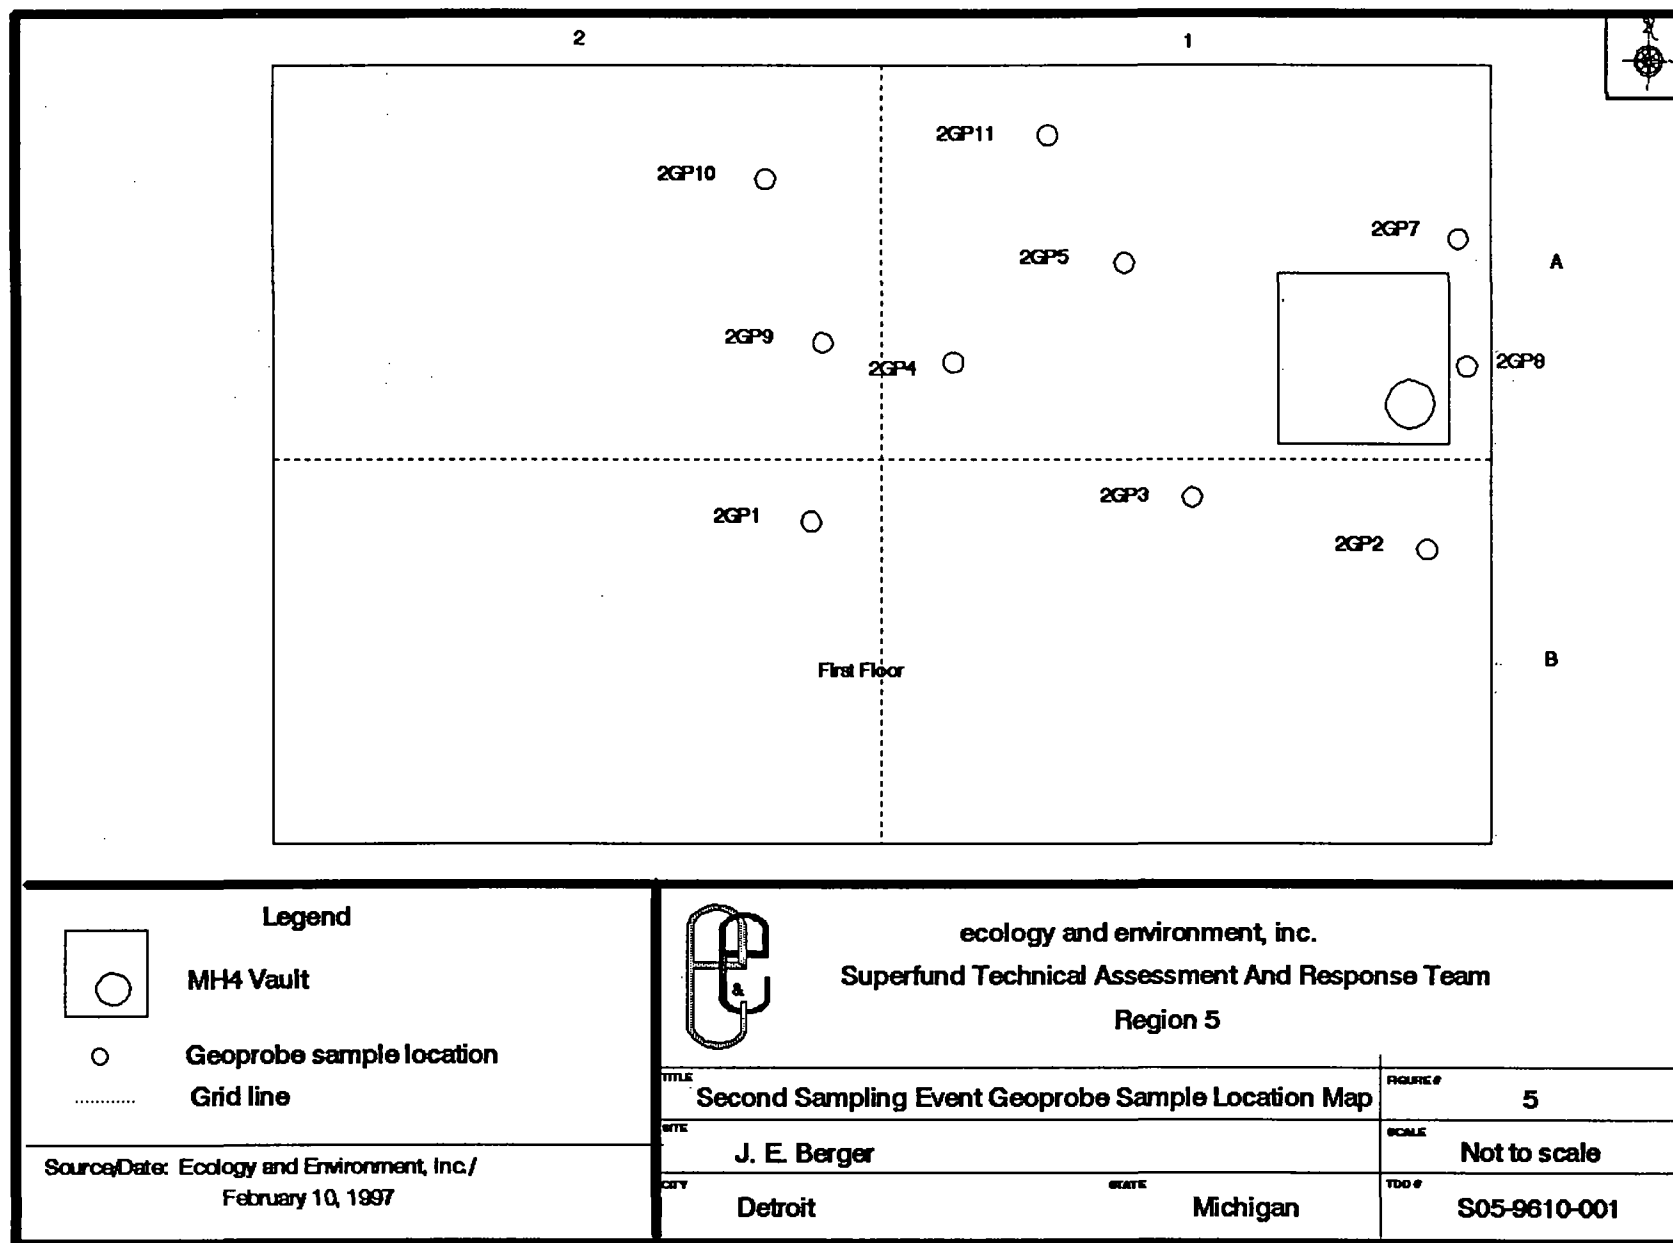 2
1
2GP11
2GP10
2GP7
2GP5
A
2GP9
2GP4
2GP8
2GP3
2GP1
2GP2
First Floor
B
Legend
MH4 Vault
Geoprobe sample location
Grid line
Source/Date: Ecology and Environment, Inc./
February 10, 1997
&
ecology and environment, inc.
Superfund Technical Assessment And Response Team
Region 5
TITLE
Second Sampling Event Geoprobe Sample Location Map
FIGURE #
5
SITE
J. E. Berger
SCALE
Not to scale
CITY
Detroit
STATE
Michigan
TDD #
S05-9610-001